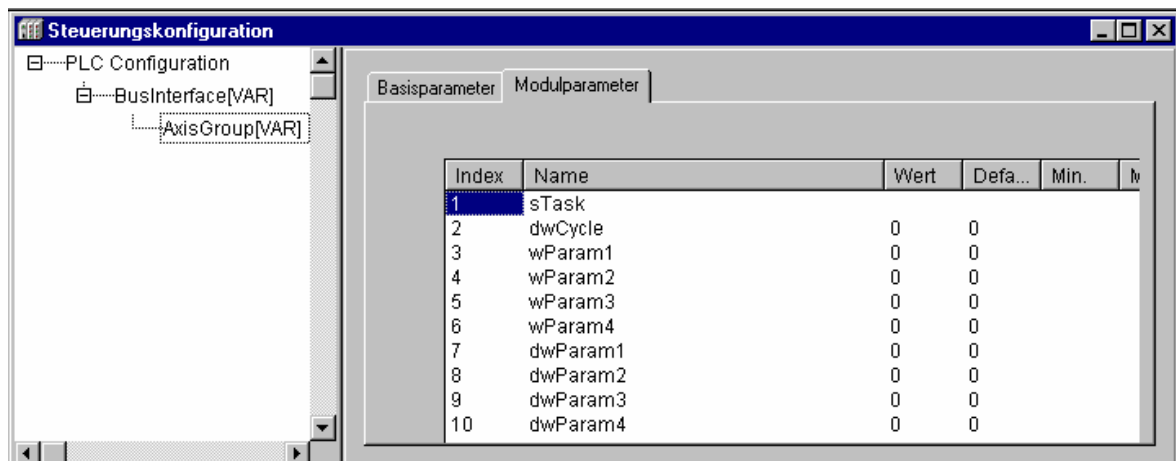 Steuerungskonfiguration
PLC Configuration
BusInterface[VAR]
AxisGroup[VAR]
Basisparameter Modulparameter
Index Name Wert Defa... Min.
1 sTask
2 dwCycle 0 0
3 wParam1 0 0
4 wParam2 0 0
5 wParam3 0 0
6 wParam4 0 0
7 dwParam1 0 0
8 dwParam2 0 0
9 dwParam3 0 0
10 dwParam4 0 0